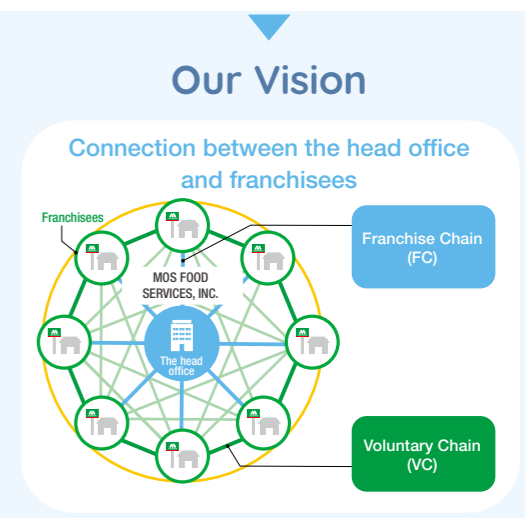 Our Vision
Connection between the head office
and franchisees
Franchisees
MOS FOOD
SERVICES, INC.
The head
office
Franchise Chain
(FC)
Voluntary Chain
(VC)